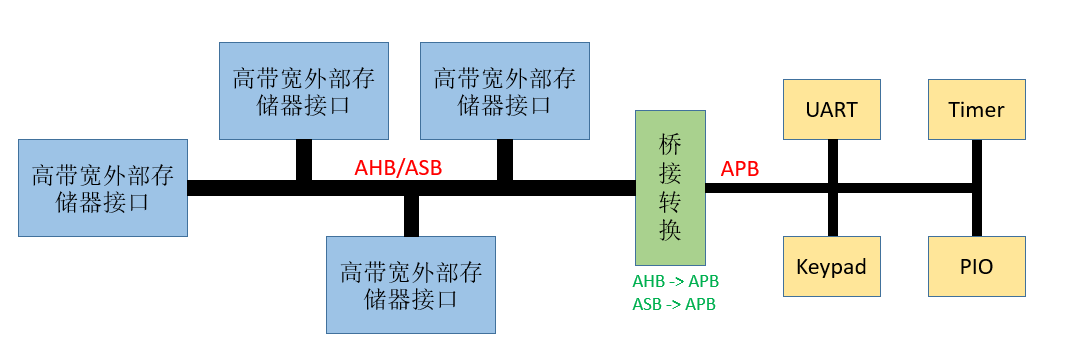 高带宽外部存
储器接口
高带宽外部存
储器接口
高带宽外部存
储器接口
AHB/ASB
高带宽外部存
储器接口
桥
接
转
换
AHB -> APB
ASB -> APB
APB
UART
Timer
Keypad
PIO